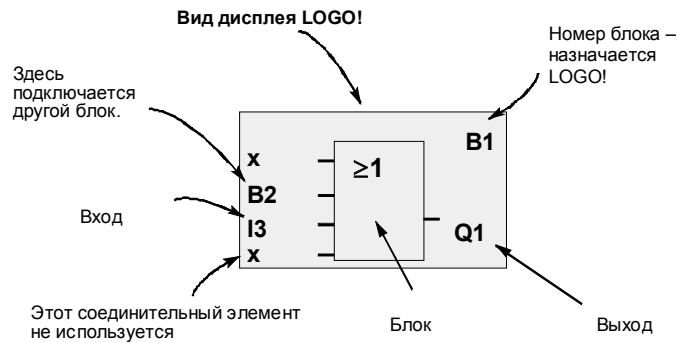 Вид дисплея LOGO!
Номер блока –
назначается
LOGO!
Здесь
подключается
другой блок.
B1
x
≥1
B2
Вход
I3
Q1
x
Этот соединительный элемент
не используется
Блок
Выход